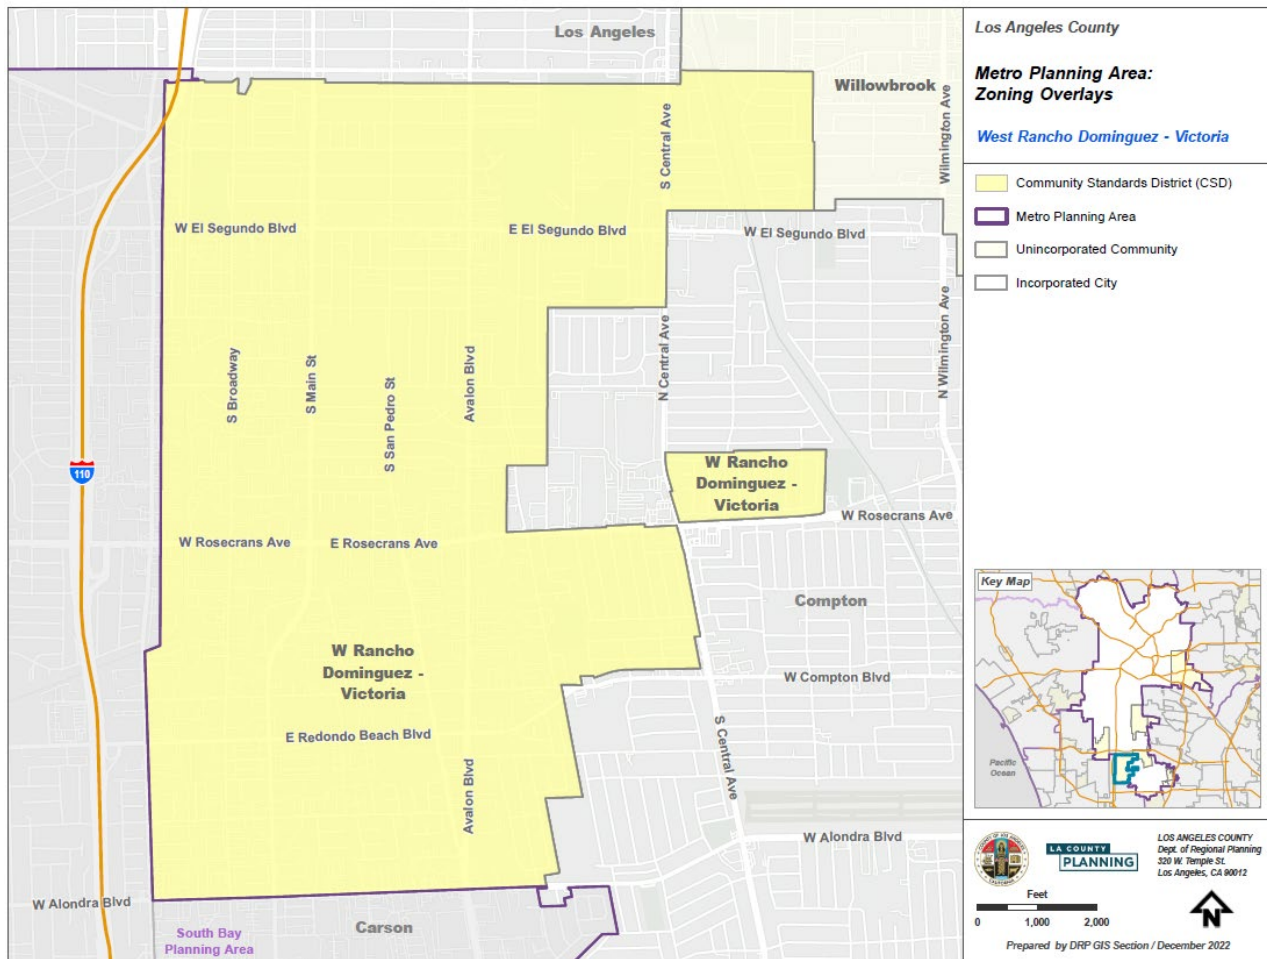 Los Angeles
Willowbrook
Wilmington Ave
S Central Ave
W El Segundo Blvd
E El Segundo Blvd
W El Segundo Blvd
S Broadway
S Main St
S San Pedro St
Avalon Blvd
N Central Ave
N Wilmington Ave
110
W Rancho
Dominguez -
Victoria
W Rosecrans Ave
W Rosecrans Ave
E Rosecrans Ave
Compton
W Rancho
Dominguez -
Victoria
W Compton Blvd
E Redondo Beach Blvd
S Central Ave
Avalon Blvd
W Alondra Blvd
W Alondra Blvd
Carson
South Bay
Planning Area
Los Angeles County
Metro Planning Area:
Zoning Overlays
West Rancho Dominguez - Victoria
Community Standards District (CSD)
Metro Planning Area
Unincorporated Community
Incorporated City
Key Map
Pacific
Ocean
LA COUNTY
PLANNING
LOS ANGELES COUNTY
Dept. of Regional Planning
320 W. Temple St.
Los Angeles, CA 90012
Feet
0 1,000 2,000
N
Prepared by DRP GIS Section / December 2022